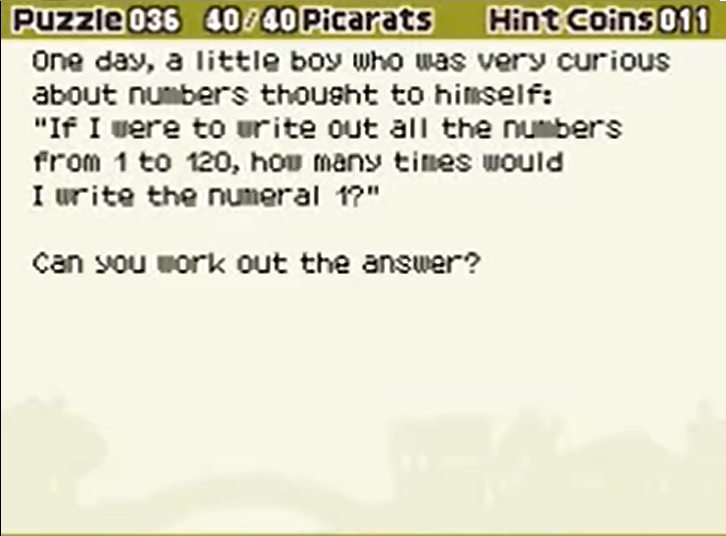 Puzzle 036 40/40 Picarats Hint Coins 011
One day, a little boy who was very curious
about numbers thought to himself:
"If I were to write out all the numbers
from 1 to 120, how many times would
I write the numeral 1?"
Can you work out the answer?